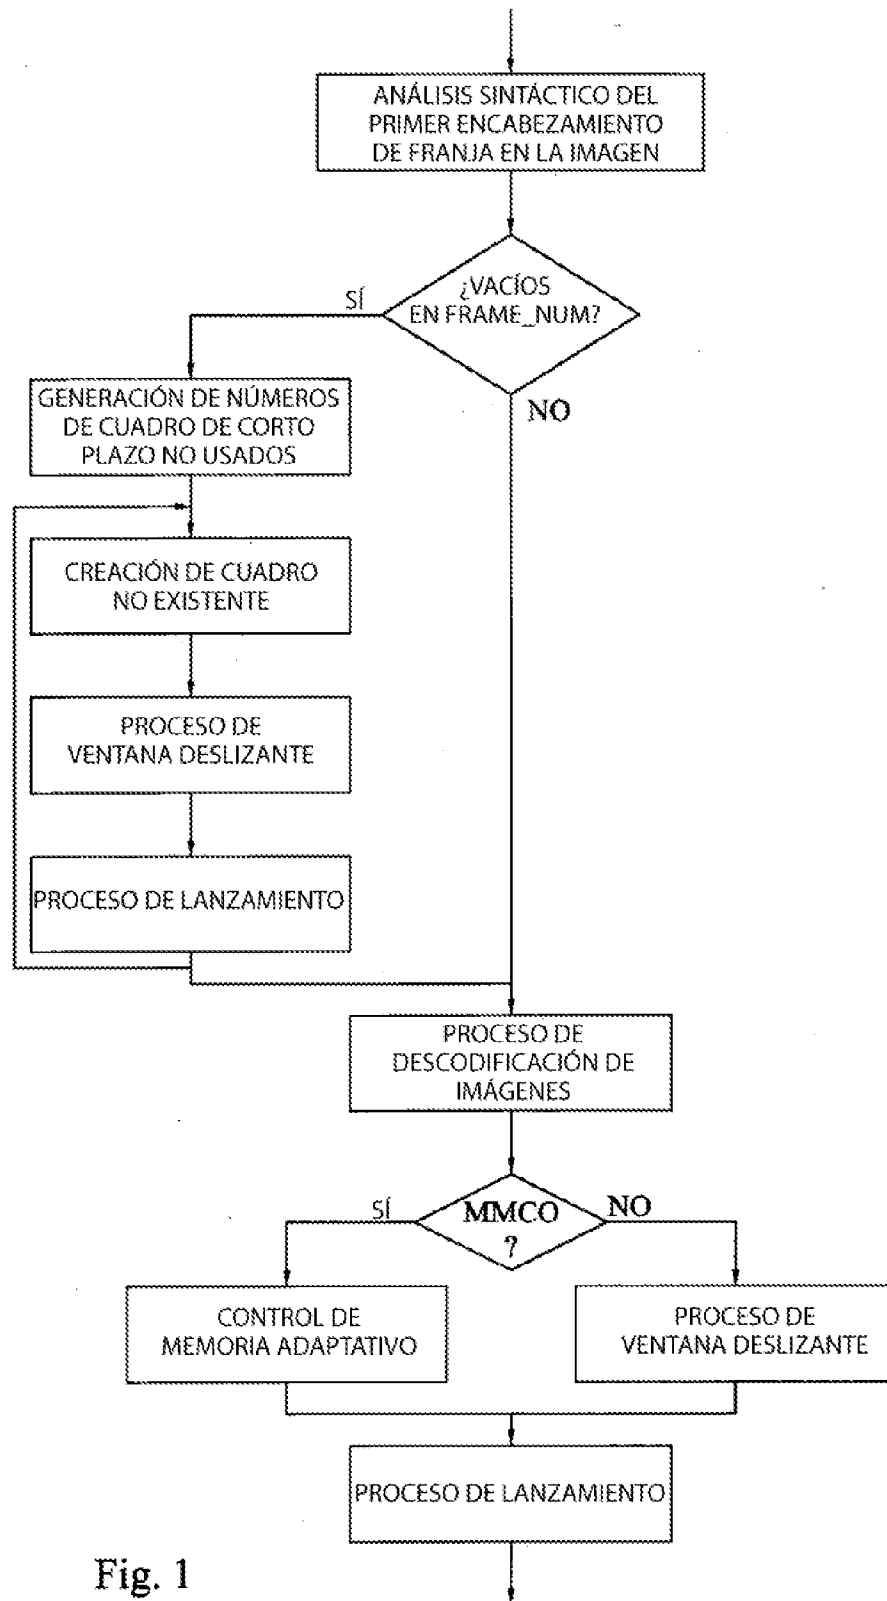 ANÁLISIS SINTÁCTICO DEL
PRIMER ENCABEZAMIENTO
DE FRANJA EN LA IMAGEN
¿VACÍOS
EN FRAME_NUM?
SÍ
NO
GENERACIÓN DE NÚMEROS
DE CUADRO DE CORTO
PLAZO NO USADOS
CREACIÓN DE CUADRO
NO EXISTENTE
PROCESO DE
VENTANA DESLIZANTE
PROCESO DE LANZAMIENTO
PROCESO DE
DESCODIFICACIÓN DE
IMÁGENES
SÍ
MMCO
?
NO
CONTROL DE
MEMORIA ADAPTATIVO
PROCESO DE
VENTANA DESLIZANTE
PROCESO DE LANZAMIENTO
Fig. 1